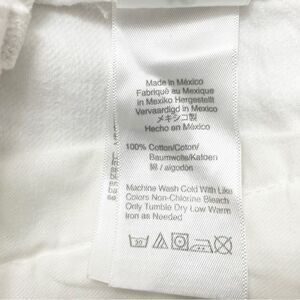 Made in México
Fabriqué au Mexique
in Mexiko Hergestellt
Vervaardigd in Mexico
メキシコ製
Hecho en México
100% Cotton/Coton/
Baumwolle/Katoen
綿 / algodón
Machine Wash Cold With Like
Colors Non-Chlorine Bleach
Only Tumble Dry Low Warm
Iron as Needed
30